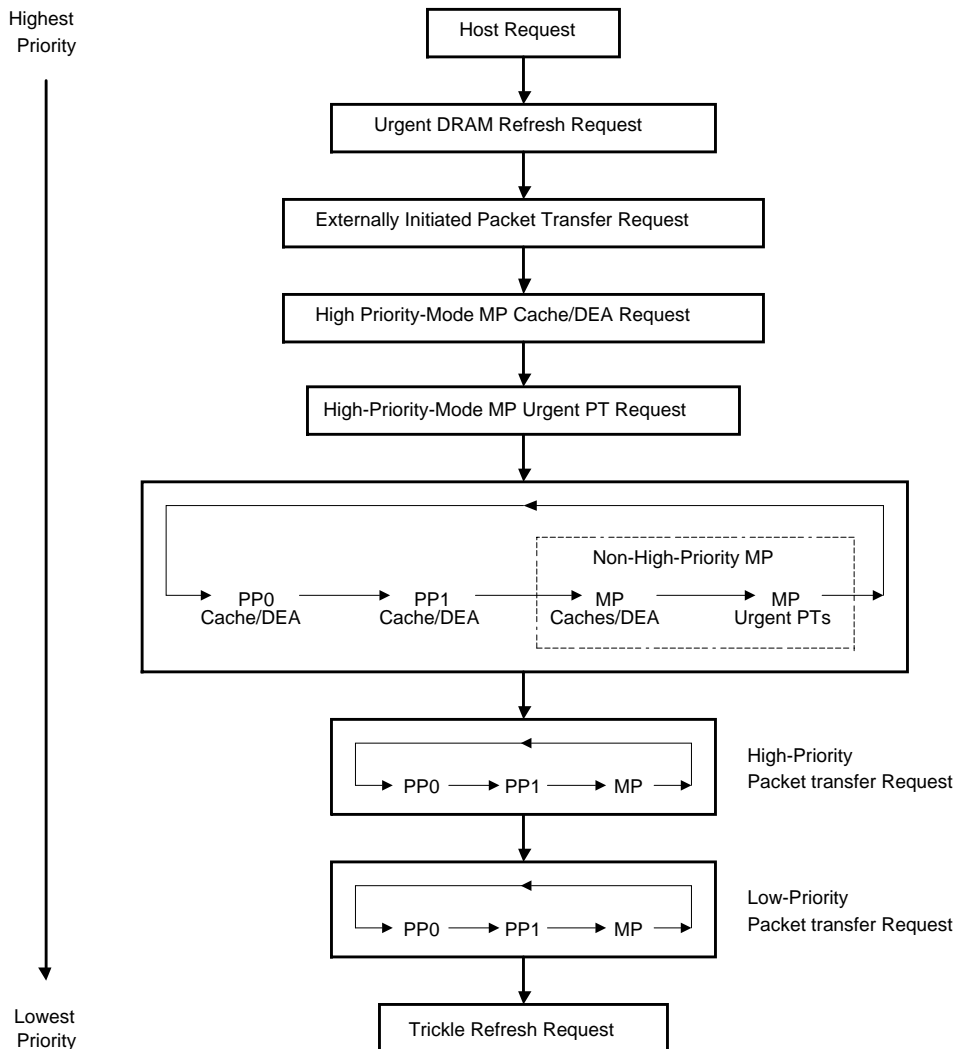 Highest
Priority
Host Request
Urgent DRAM Refresh Request
Externally Initiated Packet Transfer Request
High Priority-Mode MP Cache/DEA Request
High-Priority-Mode MP Urgent PT Request
Non-High-Priority MP
PP0
Cache/DEA
PP1
Cache/DEA
MP
Caches/DEA
MP
Urgent PTs
PP0
PP1
MP
High-Priority
Packet transfer Request
PP0
PP1
MP
Low-Priority
Packet transfer Request
Trickle Refresh Request
Lowest
Priority